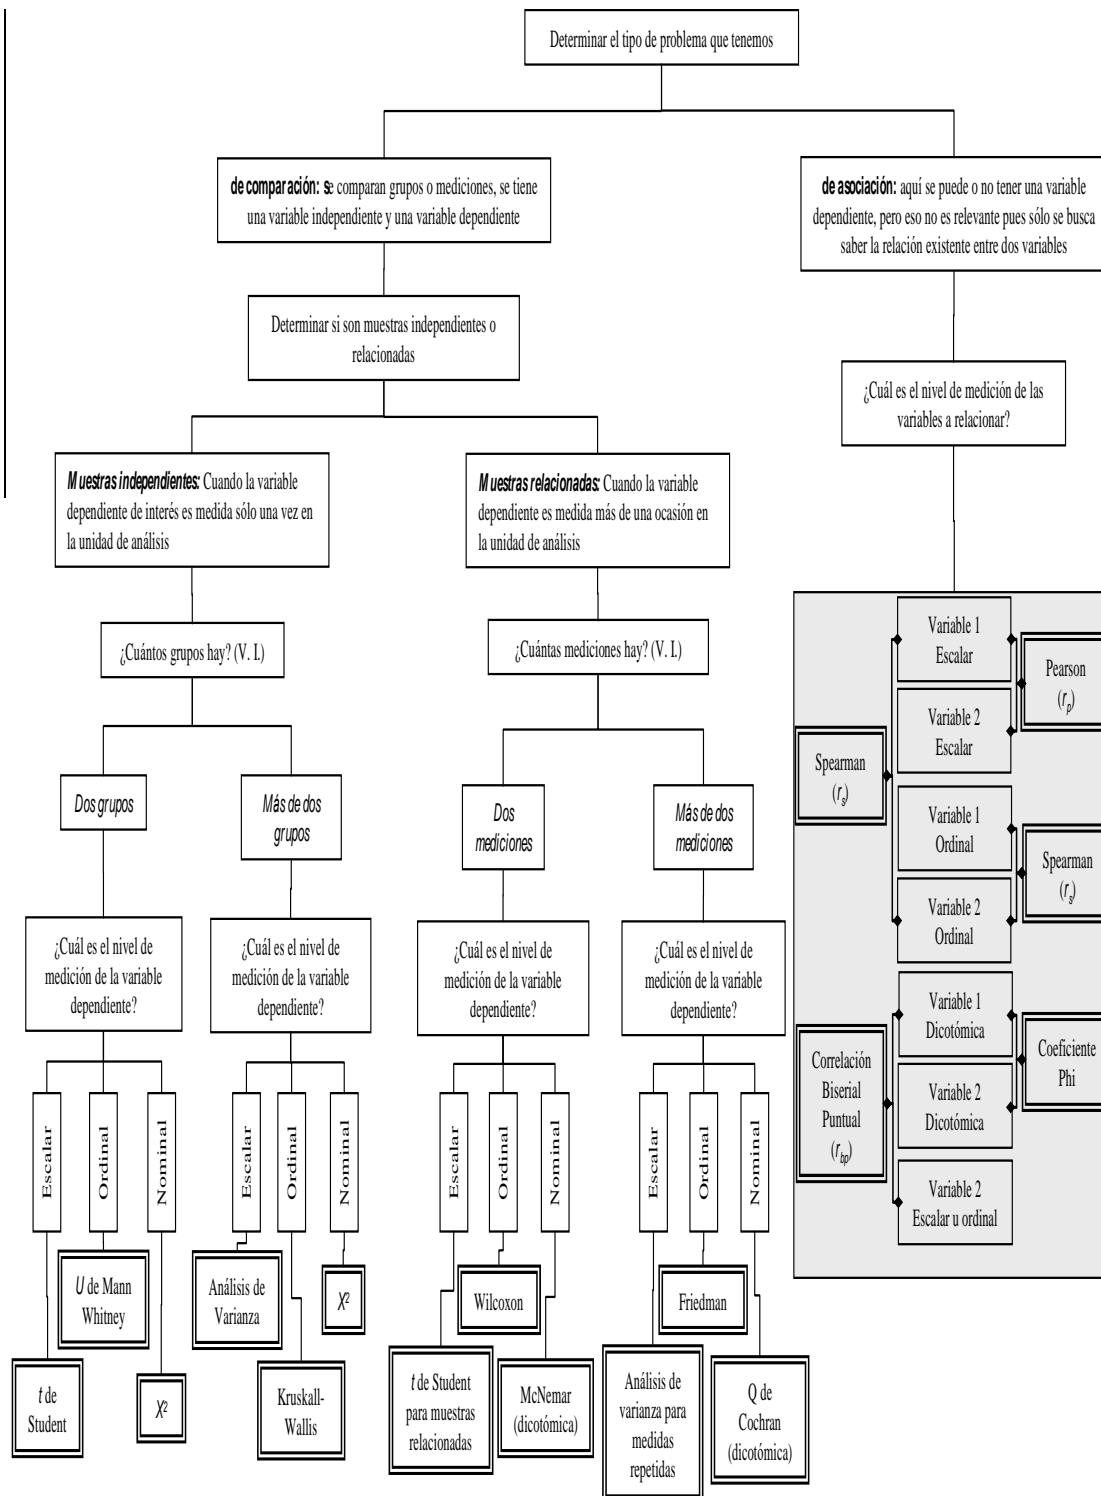 Determinar el tipo de problema que tenemos
de comparación: se comparan grupos o mediciones, se tiene
una variable independiente y una variable dependiente
de asociación: aquí se puede o no tener una variable
dependiente, pero eso no es relevante pues sólo se busca
saber la relación existente entre dos variables
Determinar si son muestras independientes o
relacionadas
¿Cuál es el nivel de medición de las
variables a relacionar?
Muestras independientes: Cuando la variable
dependiente de interés es medida sólo una vez en
la unidad de análisis
Muestras relacionadas: Cuando la variable
dependiente es medida más de una ocasión en
la unidad de análisis
¿Cuántos grupos hay? (V. I.)
¿Cuántas mediciones hay? (V. I.)
Dos grupos
Más de dos
grupos
Dos
mediciones
Más de dos
mediciones
¿Cuál es el nivel de
medición de la variable
dependiente?
¿Cuál es el nivel de
medición de la variable
dependiente?
¿Cuál es el nivel de
medición de la variable
dependiente?
¿Cuál es el nivel de
medición de la variable
dependiente?
Escalar
Ordinal
Nominal
Escalar
Ordinal
Nominal
Escalar
Ordinal
Nominal
Escalar
Ordinal
Nominal
U de Mann
Whitney
Análisis de
Varianza
X²
Wilcoxon
Friedman
t de
Student
X²
Kruskall-
Wallis
t de Student
para muestras
relacionadas
McNemar
(dicotómica)
Análisis de
varianza para
medidas
repetidas
Q de
Cochran
(dicotómica)
Variable 1
Escalar
Pearson
(rp)
Variable 2
Escalar
Spearman
(rs)
Variable 1
Ordinal
Spearman
(rs)
Variable 2
Ordinal
Variable 1
Dicotómica
Coeficiente
Phi
Correlación
Biserial
Puntual
(rbp)
Variable 2
Dicotómica
Variable 2
Escalar u ordinal